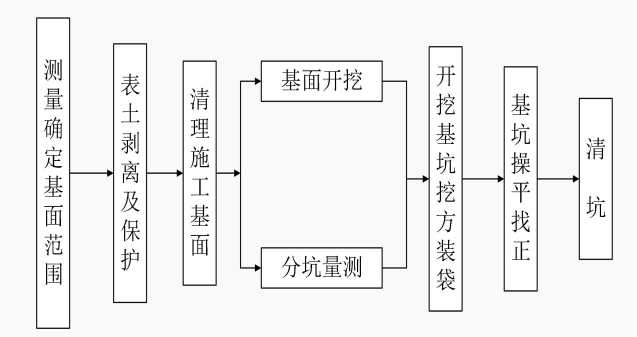 测量确定基面范围
表土剥离及保护
清理施工基面
基面开挖
分坑量测
开挖基坑挖方装袋
基坑操平找正
清坑